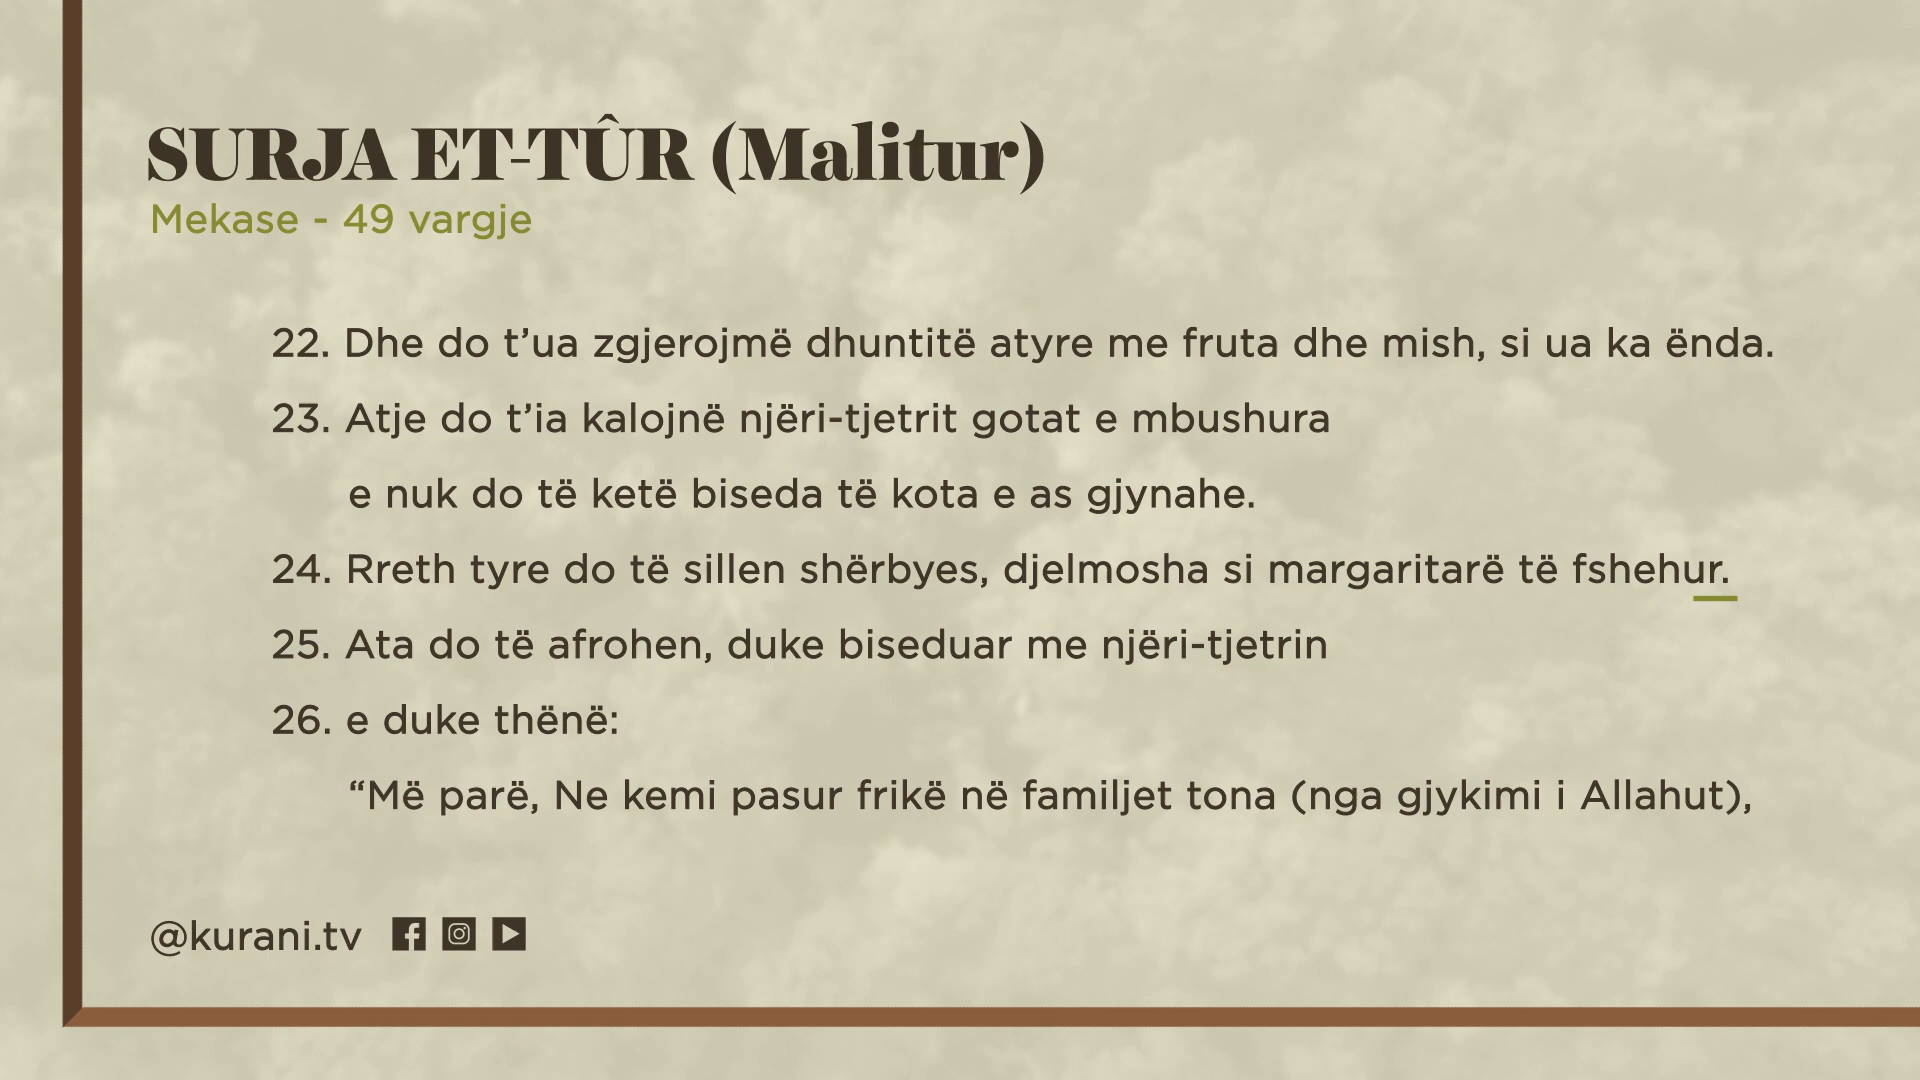 SURJA ET-TÛR (Malitur)
Mekase - 49 vargje
22. Dhe do t’ua zgjerojmë dhuntitë atyre me fruta dhe mish, si ua ka ënda.
23. Atje do t’ia kalojnë njëri-tjetrit gotat e mbushura
e nuk do të ketë biseda të kota e as gjynahe.
24. Rreth tyre do të sillen shërbyes, djelmosha si margaritarë të fshehur.
25. Ata do të afrohen, duke biseduar me njëri-tjetrin
26. e duke thënë:
“Më parë, Ne kemi pasur frikë në familjet tona (nga gjykimi i Allahut),
@kurani.tv